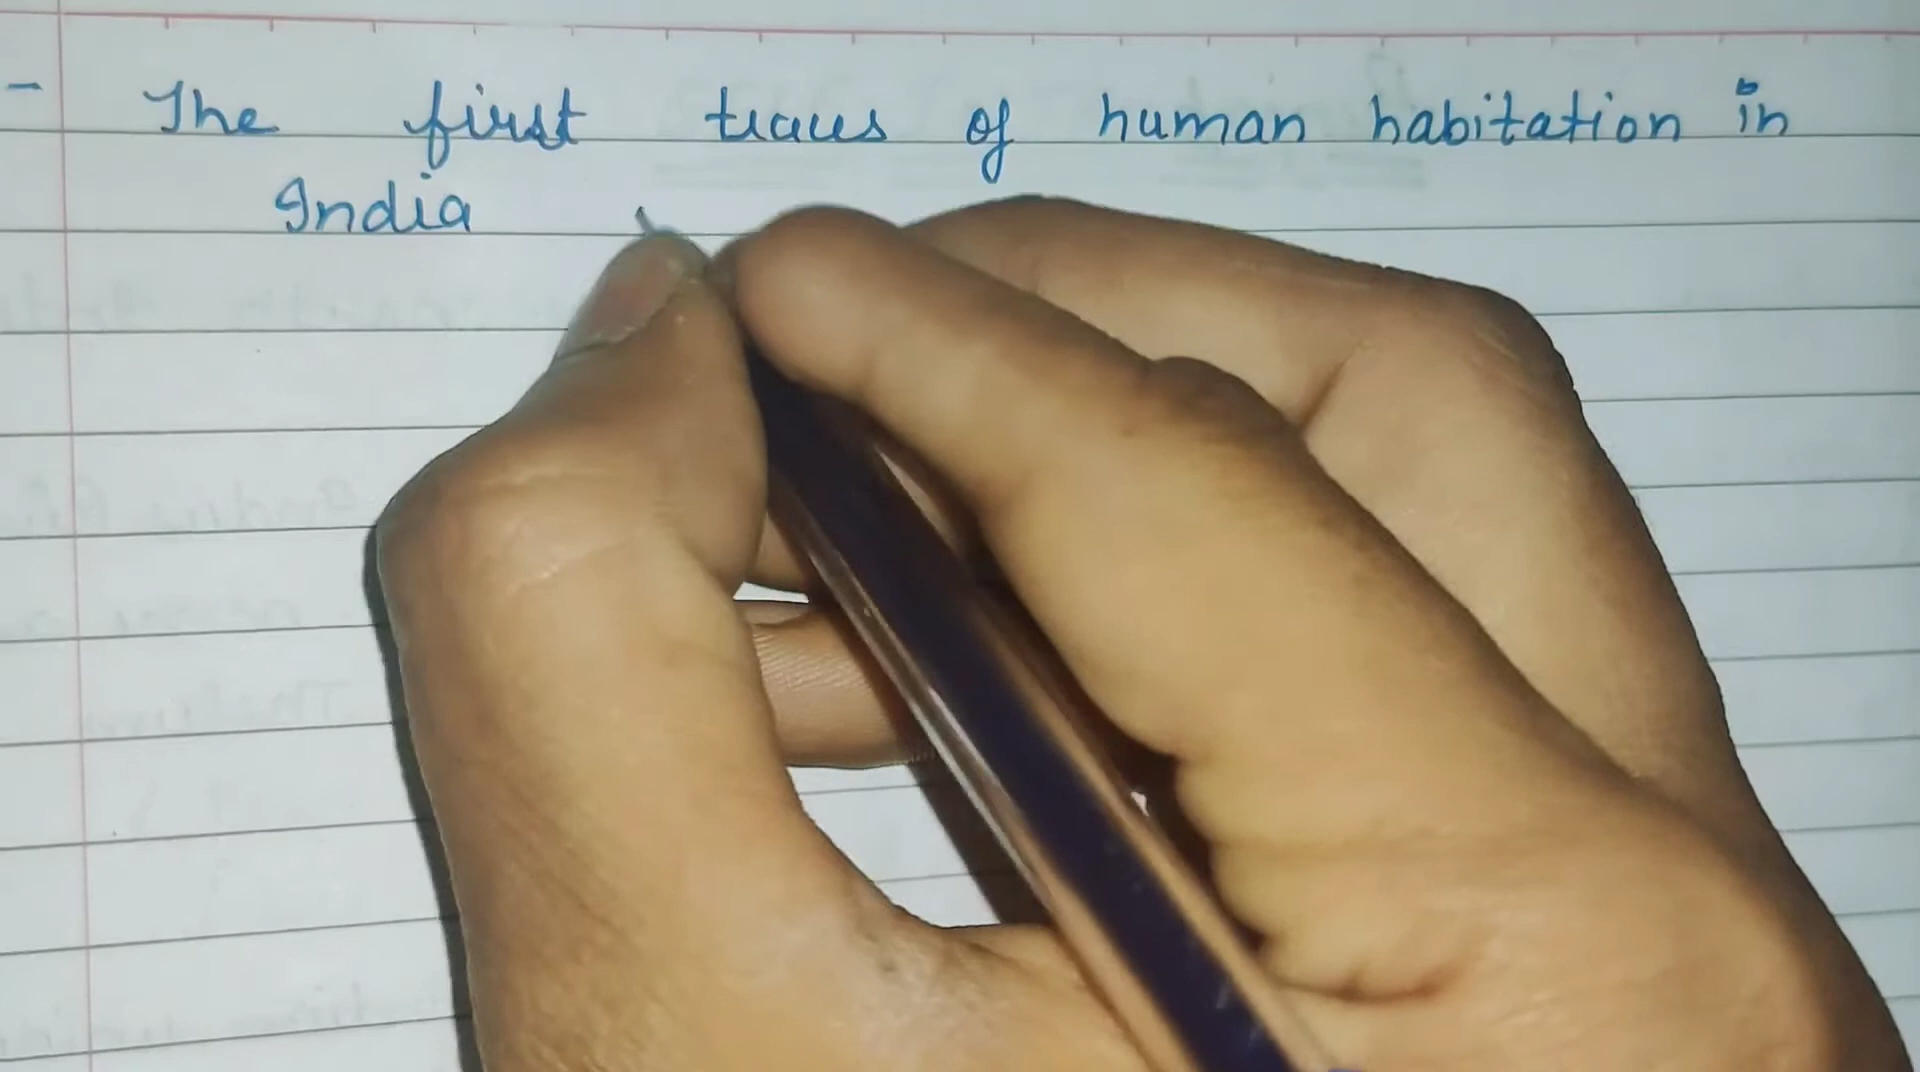 - The first traces of human habitation in
India